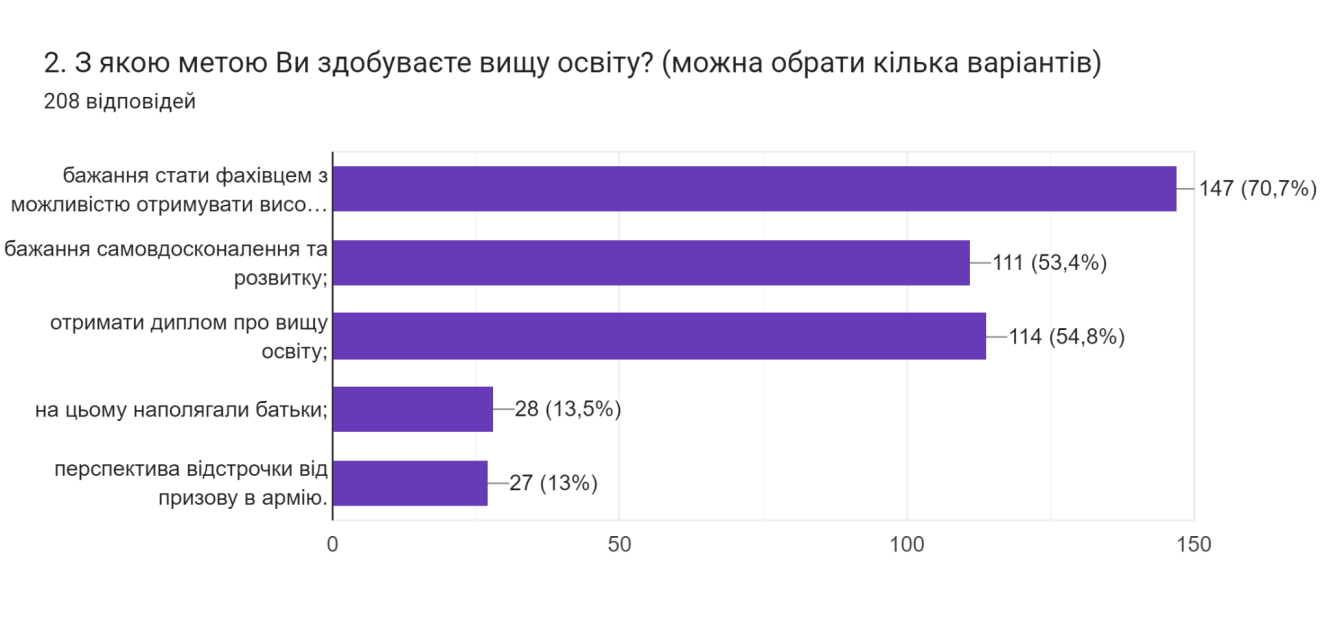 2. З якою метою Ви здобуваєте вищу освіту? (можна обрати кілька варіантів)
208 відповідей
бажання стати фахівцем з
можливістю отримувати висо…
147 (70,7%)
бажання самовдосконалення та
розвитку;
111 (53,4%)
отримати диплом про вищу
освіту;
114 (54,8%)
на цьому наполягали батьки;
28 (13,5%)
перспектива відстрочки від
призову в армію.
27 (13%)
0 50 100 150